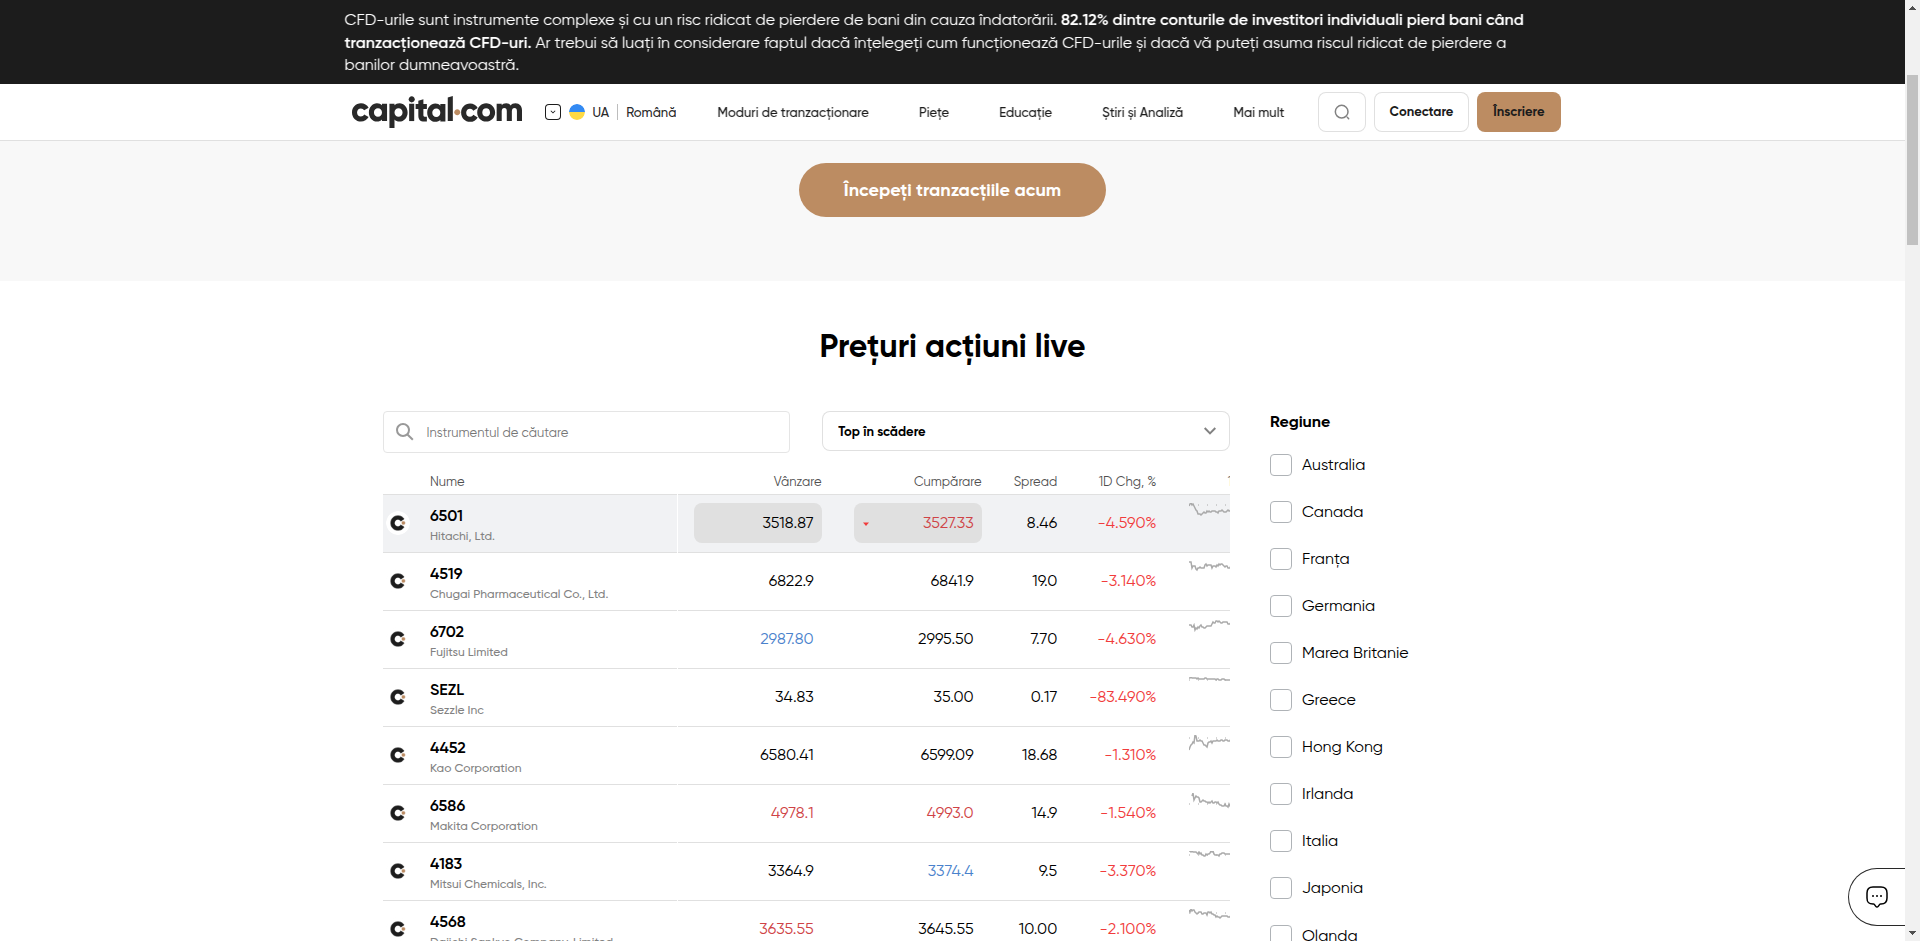 CFD-urile sunt instrumente complexe și cu un risc ridicat de pierdere de bani din cauza îndatorării. 82.12% dintre conturile de investitori individuali pierd bani când
tranzacționează CFD-uri. Ar trebui să luați în considerare faptul dacă înțelegeți cum funcționează CFD-urile și dacă vă puteți asuma riscul ridicat de pierdere a
banilor dumneavoastră.
capital.com UA Română Moduri de tranzacționare Piețe Educație Știri și Analiză Mai mult Conectare Înscriere
Începeți tranzacțiile acum
Prețuri acțiuni live
Instrumentul de căutare Top în scădere
Nume Vânzare Cumpărare Spread 1D Chg, %
6501 3518.87 3527.33 8.46 -4.590%
Hitachi, Ltd.
4519 6822.9 6841.9 19.0 -3.140%
Chugai Pharmaceutical Co., Ltd.
6702 2987.80 2995.50 7.70 -4.630%
Fujitsu Limited
SEZL 34.83 35.00 0.17 -83.490%
Sezzle Inc
4452 6580.41 6599.09 18.68 -1.310%
Kao Corporation
6586 4978.1 4993.0 14.9 -1.540%
Makita Corporation
4183 3364.9 3374.4 9.5 -3.370%
Mitsui Chemicals, Inc.
4568 3635.55 3645.55 10.00 -2.100%
Daiichi Sankyo Company, Limited
Regiune
Australia
Canada
Franța
Germania
Marea Britanie
Greece
Hong Kong
Irlanda
Italia
Japonia
Olanda